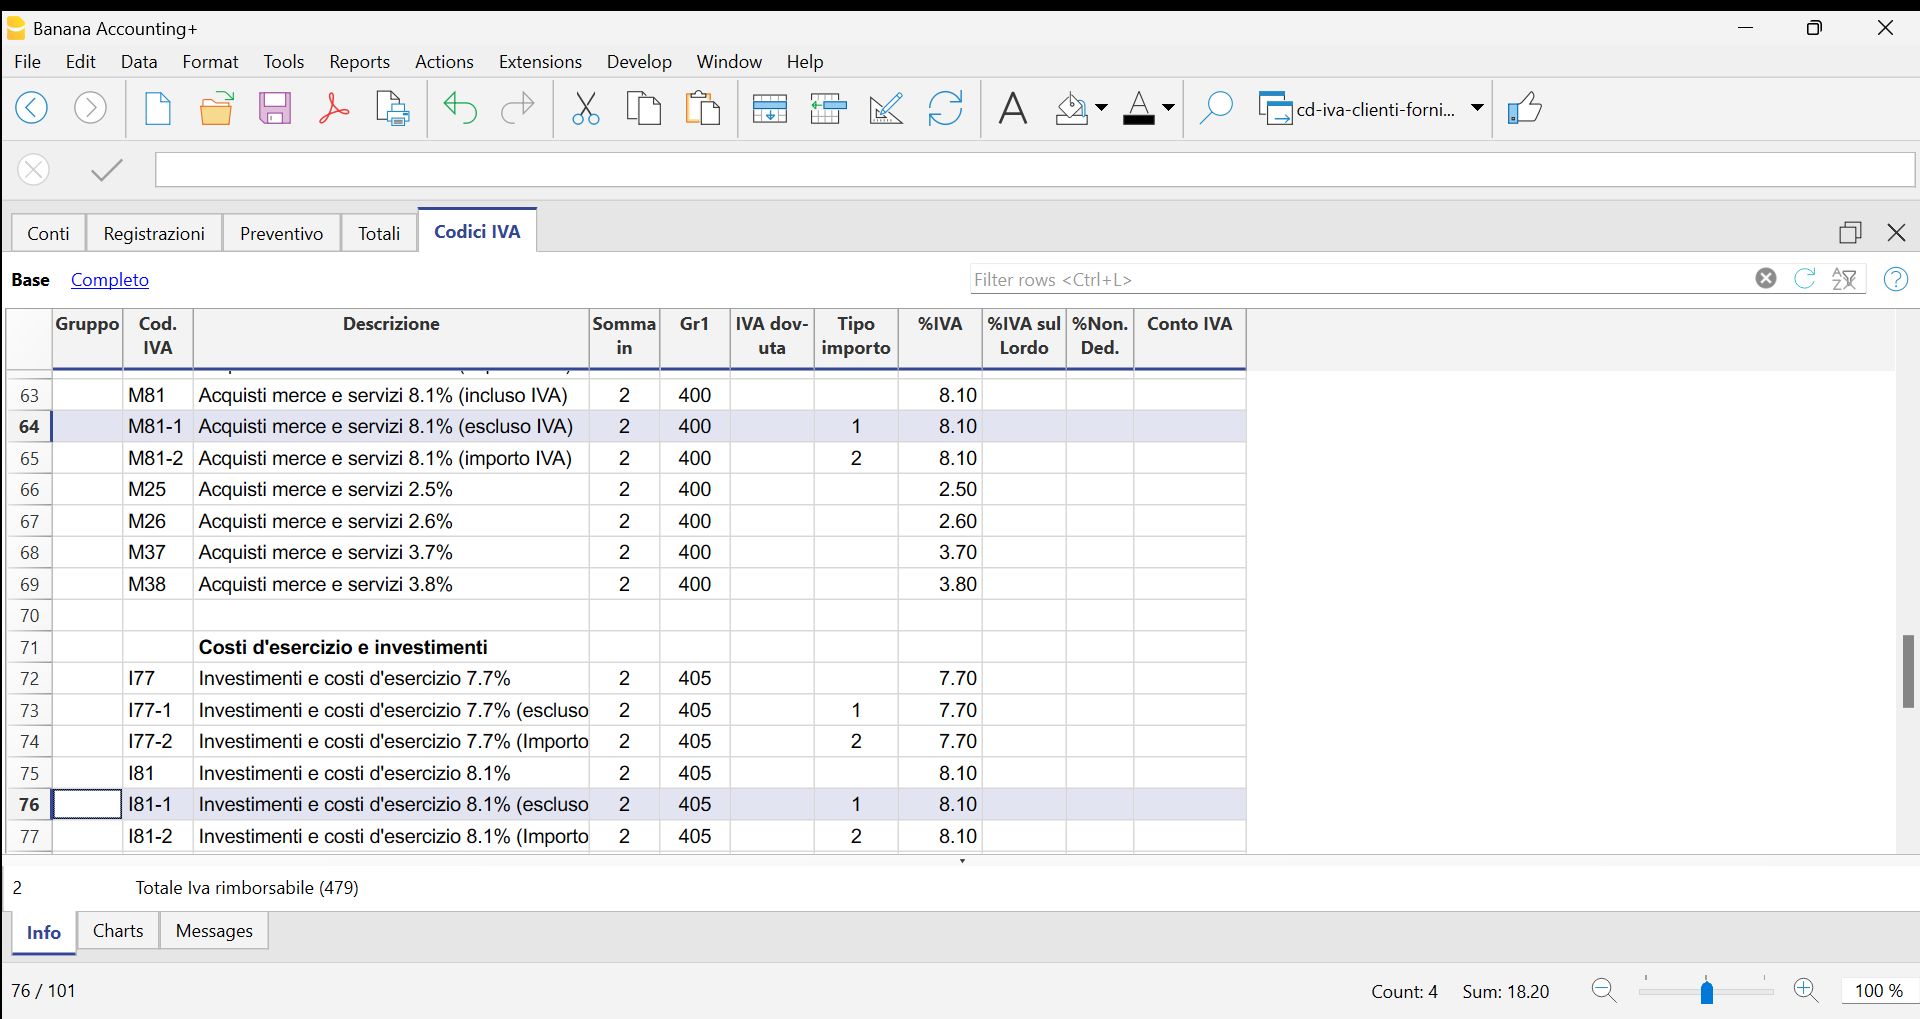 Banana Accounting+
File Edit Data Format Tools Reports Actions Extensions Develop Window Help
cd-iva-clienti-forni...
Conti Registrazioni Preventivo Totali Codici IVA
Base Completo Filter rows <Ctrl+L>
Gruppo Cod. IVA Descrizione Somma in Gr1 IVA dov-uta Tipo importo %IVA %IVA sul Lordo %Non. Ded. Conto IVA
63 M81 Acquisti merce e servizi 8.1% (incluso IVA) 2 400 8.10
64 M81-1 Acquisti merce e servizi 8.1% (escluso IVA) 2 400 1 8.10
65 M81-2 Acquisti merce e servizi 8.1% (importo IVA) 2 400 2 8.10
66 M25 Acquisti merce e servizi 2.5% 2 400 2.50
67 M26 Acquisti merce e servizi 2.6% 2 400 2.60
68 M37 Acquisti merce e servizi 3.7% 2 400 3.70
69 M38 Acquisti merce e servizi 3.8% 2 400 3.80
70
71 Costi d'esercizio e investimenti
72 I77 Investimenti e costi d'esercizio 7.7% 2 405 7.70
73 I77-1 Investimenti e costi d'esercizio 7.7% (escluso 2 405 1 7.70
74 I77-2 Investimenti e costi d'esercizio 7.7% (Importo 2 405 2 7.70
75 I81 Investimenti e costi d'esercizio 8.1% 2 405 8.10
76 I81-1 Investimenti e costi d'esercizio 8.1% (escluso 2 405 1 8.10
77 I81-2 Investimenti e costi d'esercizio 8.1% (Importo 2 405 2 8.10
2 Totale Iva rimborsabile (479)
Info Charts Messages
76 / 101 Count: 4 Sum: 18.20 100 %